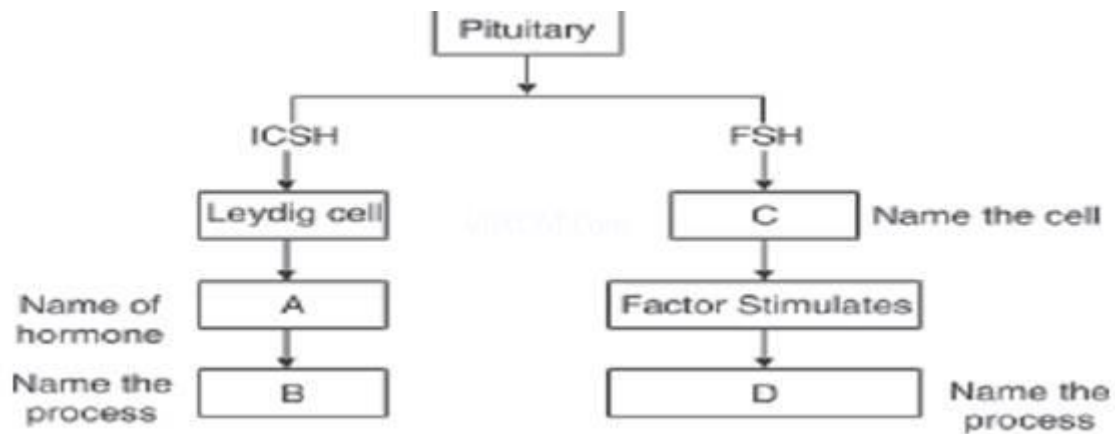 Pituitary
ICSH
FSH
Leydig cell
C
Name the cell
Name of
hormone
A
Factor Stimulates
Name the
process
B
D
Name the
process